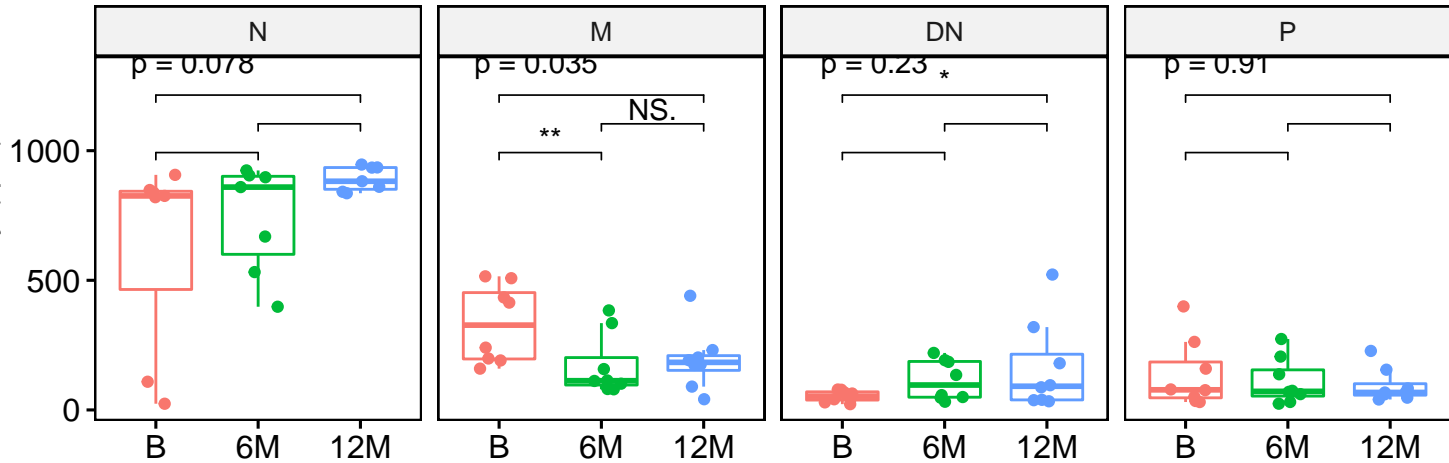 N M DN P
p = 0.078 p = 0.035 p = 0.23 * p = 0.91
NS.
**
1000
500
0
B 6M 12M B 6M 12M B 6M 12M B 6M 12M